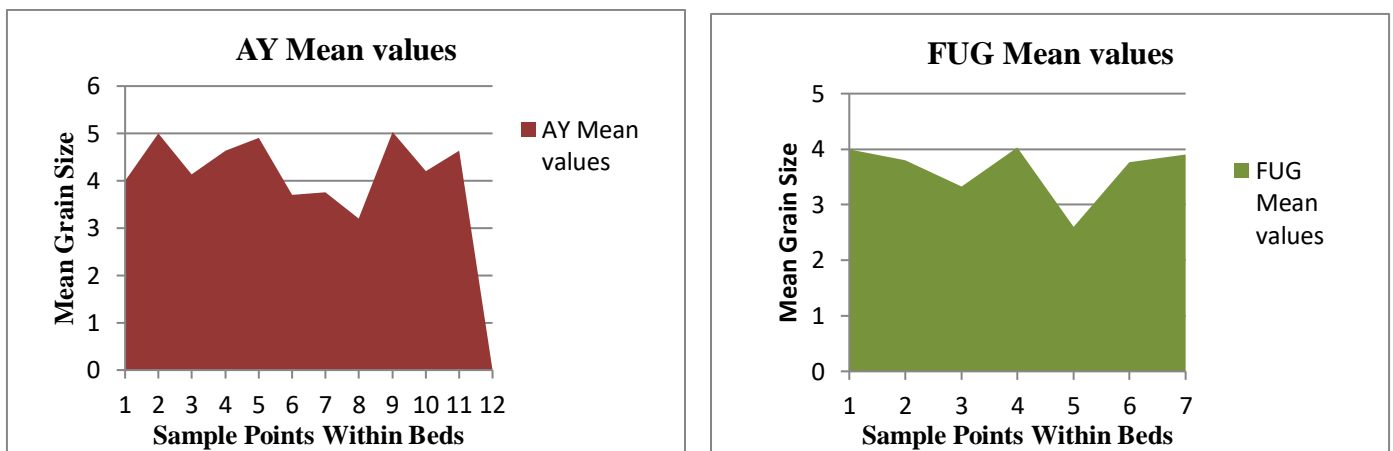 AY Mean values
6
5
4
3
2
1
0
Mean Grain Size
1 2 3 4 5 6 7 8 9 10 11 12
Sample Points Within Beds
AY Mean
values
FUG Mean values
5
4
3
2
1
0
Mean Grain Size
1 2 3 4 5 6 7
Sample Points Within Beds
FUG
Mean
values